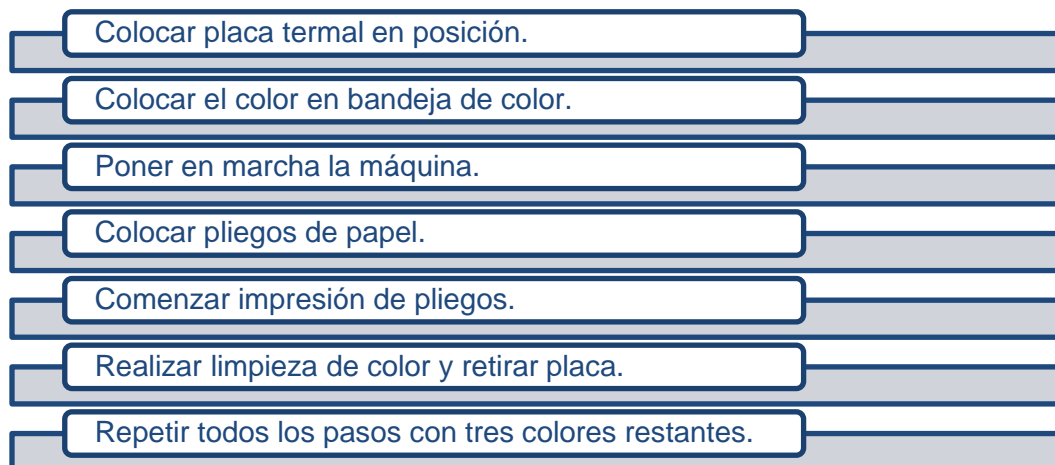 Colocar placa termal en posición.
Colocar el color en bandeja de color.
Poner en marcha la máquina.
Colocar pliegos de papel.
Comenzar impresión de pliegos.
Realizar limpieza de color y retirar placa.
Repetir todos los pasos con tres colores restantes.